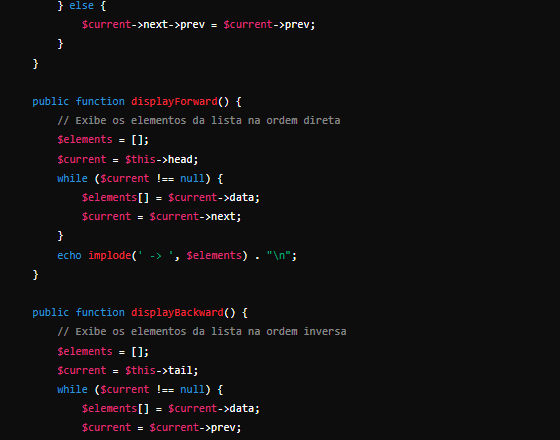 } else {
$current->next->prev = $current->prev;
}
}
public function displayForward() {
// Exibe os elementos da lista na ordem direta
$elements = [];
$current = $this->head;
while ($current !== null) {
$elements[] = $current->data;
$current = $current->next;
}
echo implode(' -> ', $elements) . "\n";
}
public function displayBackward() {
// Exibe os elementos da lista na ordem inversa
$elements = [];
$current = $this->tail;
while ($current !== null) {
$elements[] = $current->data;
$current = $current->prev;